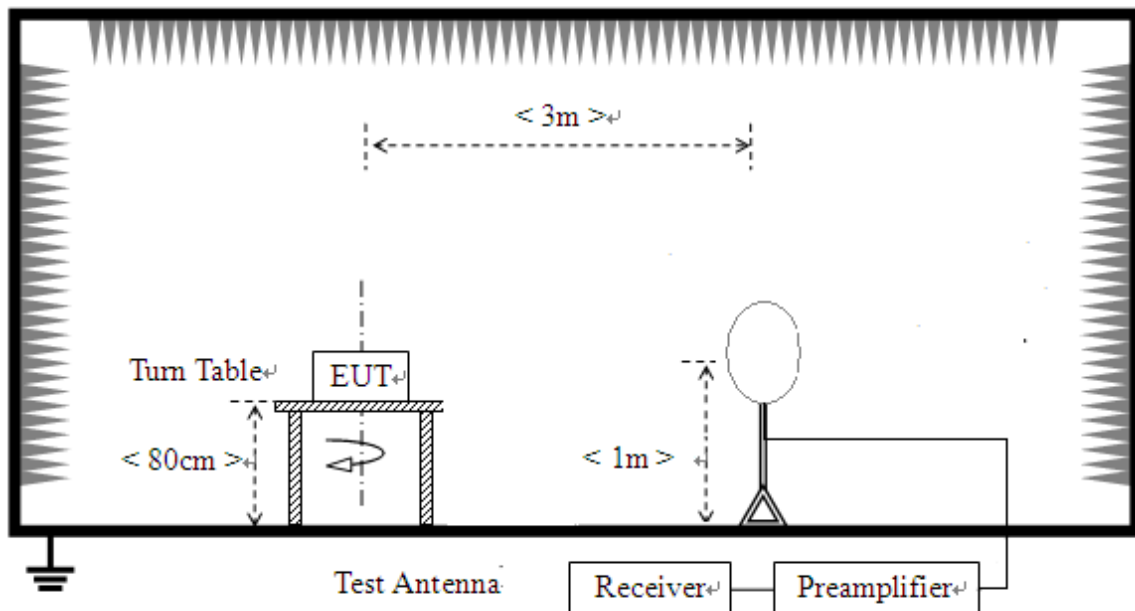 < 3m >↵
Turn Table↵
EUT↵
< 80cm >↵
< 1m >↵
Test Antenna
Receiver↵
Preamplifier↵